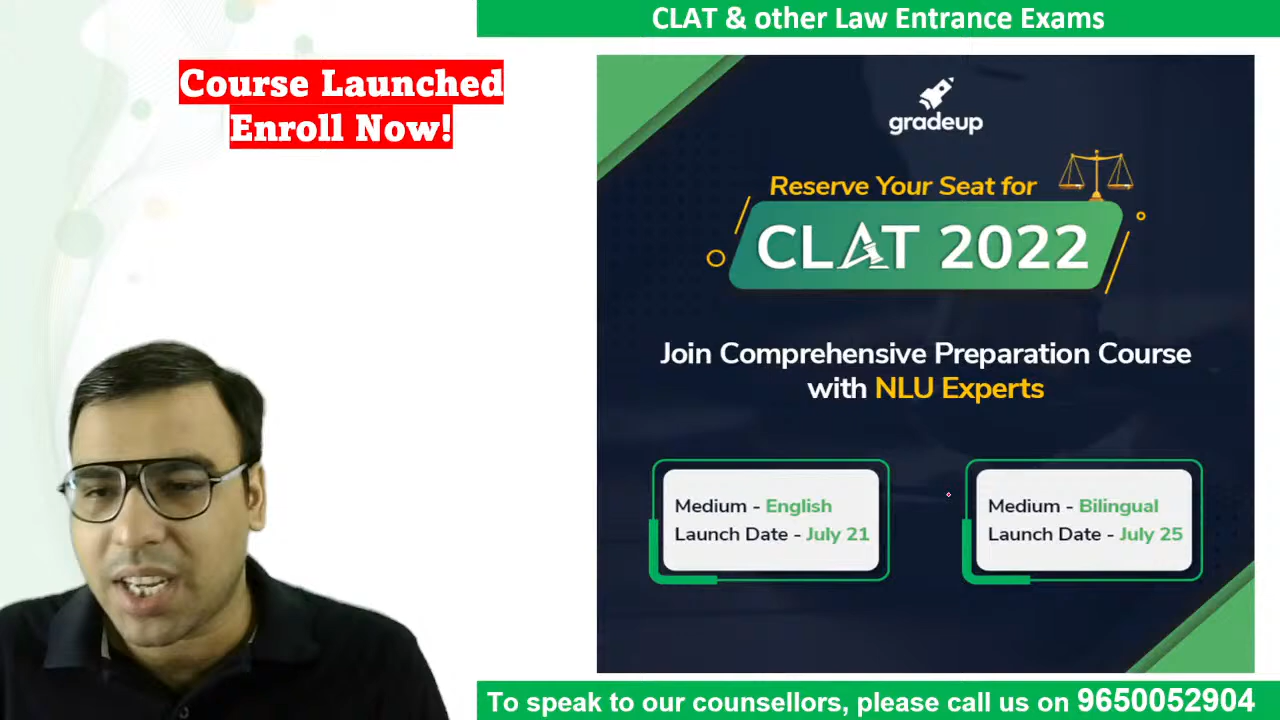 CLAT & other Law Entrance Exams
Course Launched
Enroll Now!
gradeup
Reserve Your Seat for
CLAT 2022
Join Comprehensive Preparation Course
with NLU Experts
Medium - English
Launch Date - July 21
Medium - Bilingual
Launch Date - July 25
To speak to our counsellors, please call us on 9650052904